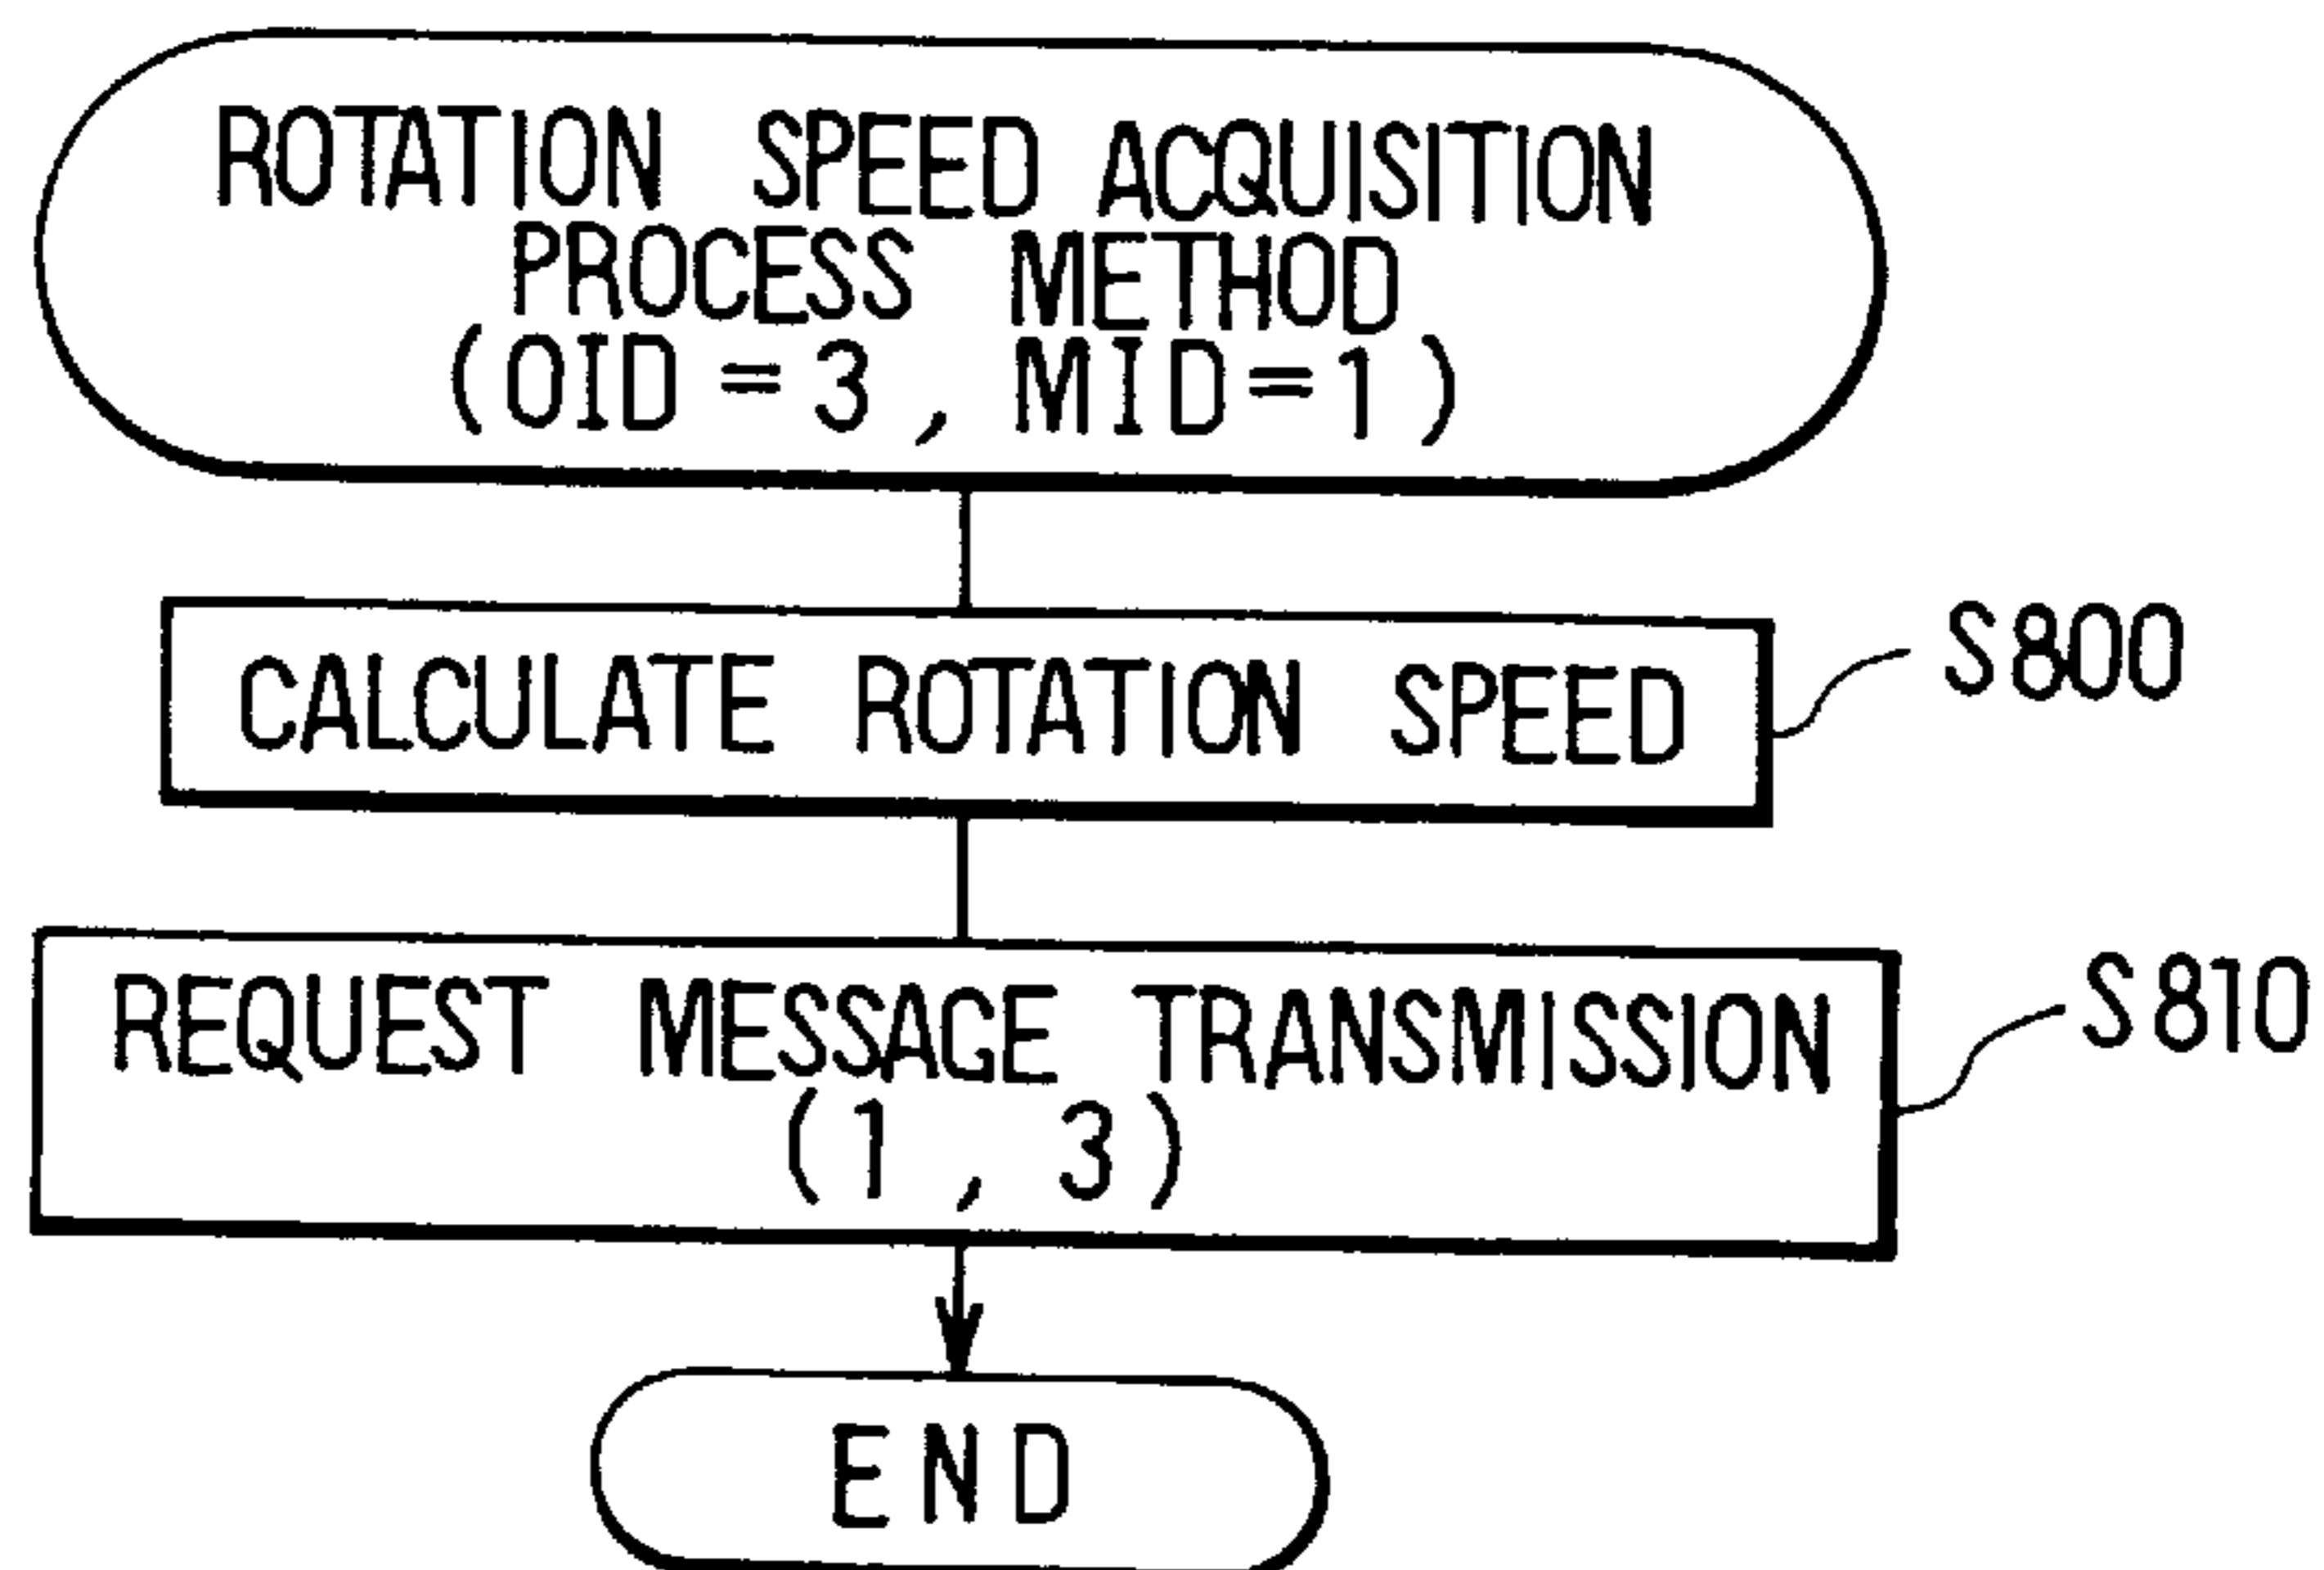 ROTATION SPEED ACQUISITION
PROCESS METHOD
(OID = 3, MID=1)
CALCULATE ROTATION SPEED
S800
REQUEST MESSAGE TRANSMISSION
(1, 3)
S810
END